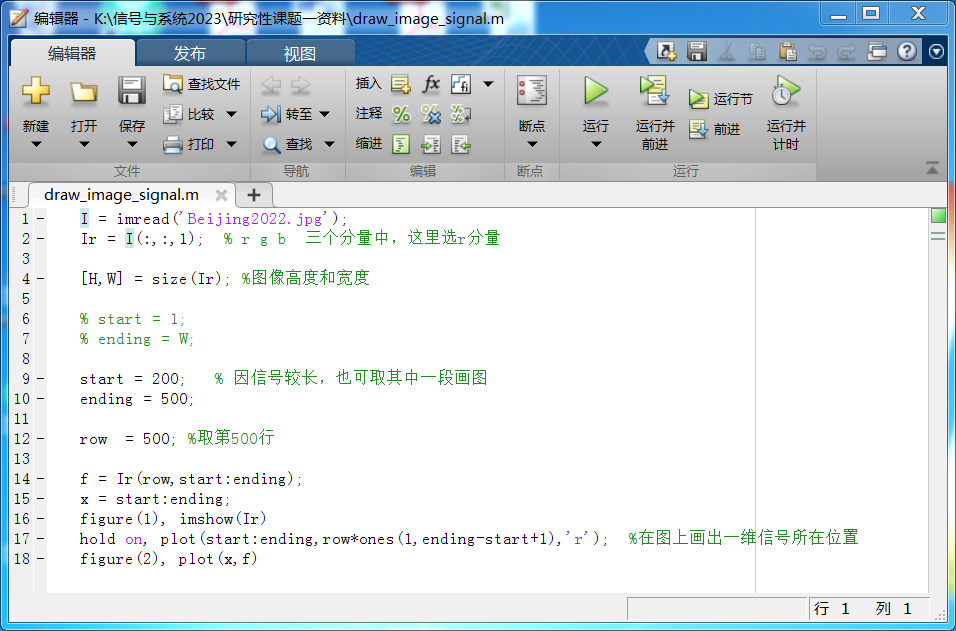 编辑器 - K:\信号与系统2023\研究性课题一资料\draw_image_signal.m
编辑器 发布 视图
新建 打开 保存 查找文件 比较 打印
文件
转至 查找
导航
插入 fx fi
注释
缩进
编辑
断点
断点
运行 运行并前进 运行节 前进 运行并计时
运行
draw_image_signal.m
1 - I = imread('Beijing2022.jpg');
2 - Ir = I(:,:,1); % r g b 三个分量中，这里选r分量
3
4 - [H,W] = size(Ir); %图像高度和宽度
5
6 % start = 1;
7 % ending = W;
8
9 - start = 200; % 因信号较长，也可取其中一段画图
10 - ending = 500;
11
12 - row = 500; %取第500行
13
14 - f = Ir(row,start:ending);
15 - x = start:ending;
16 - figure(1), imshow(Ir)
17 - hold on, plot(start:ending,row*ones(1,ending-start+1),'r'); %在图上画出一维信号所在位置
18 - figure(2), plot(x,f)
行 1 列 1